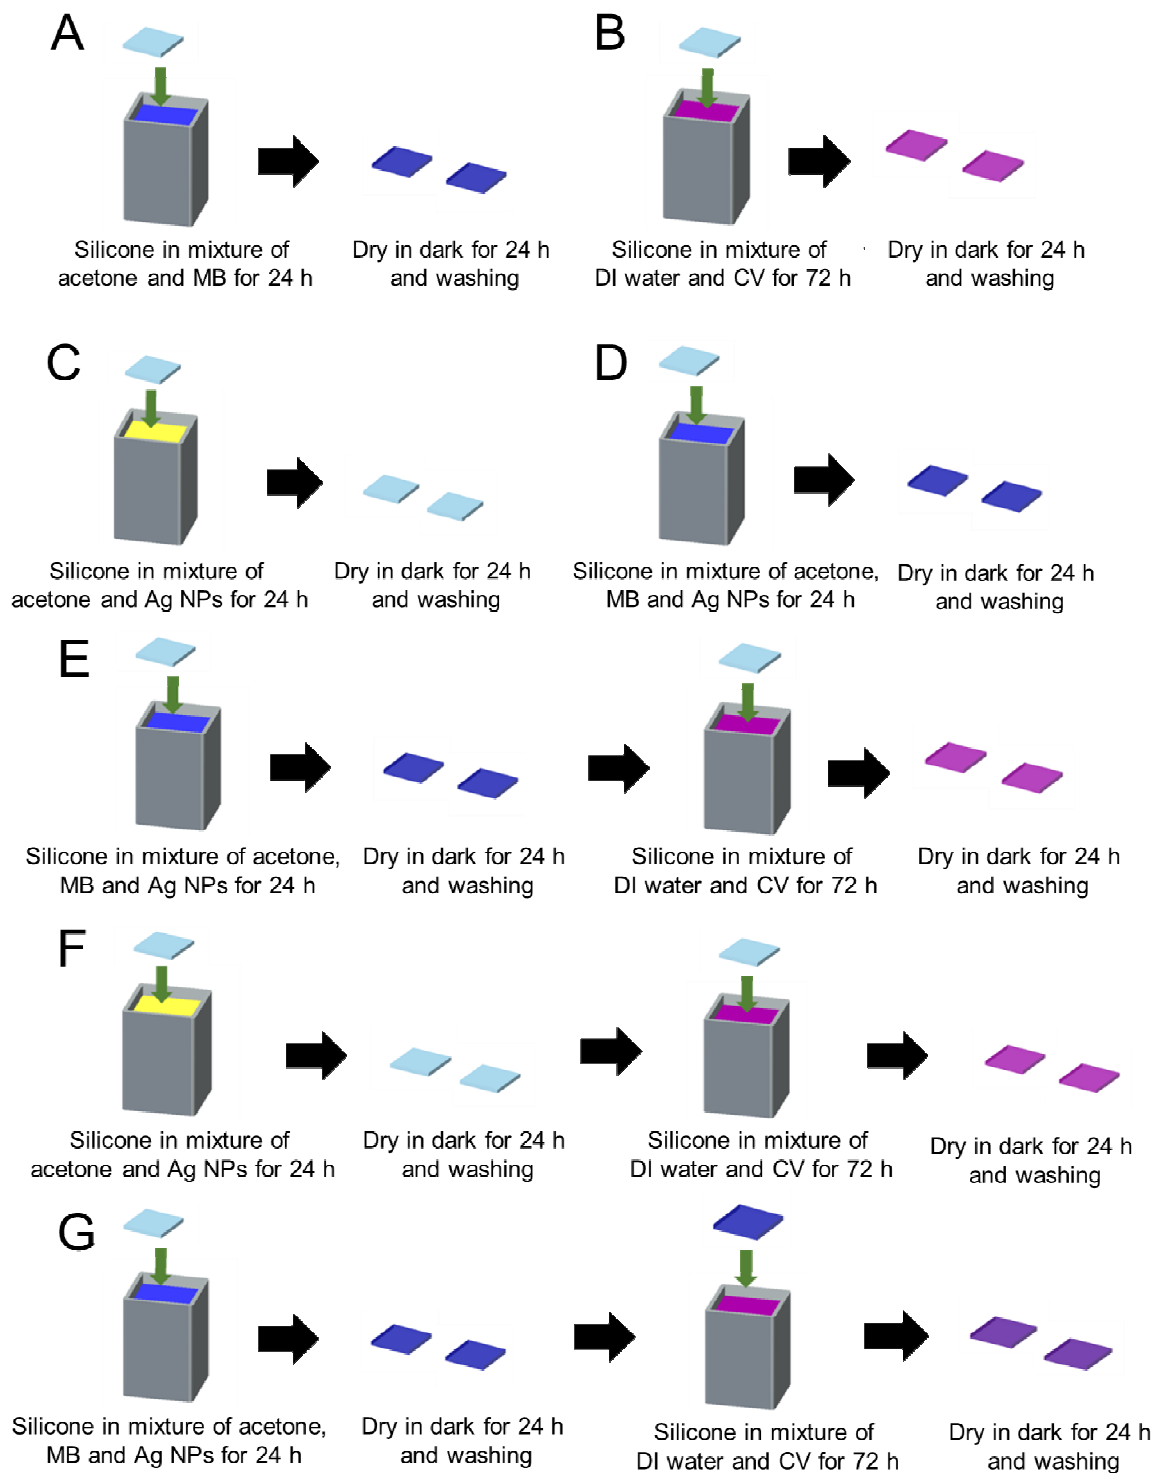 A
B
Silicone in mixture of
acetone and MB for 24 h
Dry in dark for 24 h
and washing
Silicone in mixture of
DI water and CV for 72 h
Dry in dark for 24 h
and washing
C
D
Silicone in mixture of
acetone and Ag NPs for 24 h
Dry in dark for 24 h
and washing
Silicone in mixture of acetone,
MB and Ag NPs for 24 h
Dry in dark for 24 h
and washing
E
Silicone in mixture of acetone,
MB and Ag NPs for 24 h
Dry in dark for 24 h
and washing
Silicone in mixture of
DI water and CV for 72 h
Dry in dark for 24 h
and washing
F
Silicone in mixture of
acetone and Ag NPs for 24 h
Dry in dark for 24 h
and washing
Silicone in mixture of
DI water and CV for 72 h
Dry in dark for 24 h
and washing
G
Silicone in mixture of acetone,
MB and Ag NPs for 24 h
Dry in dark for 24 h
and washing
Silicone in mixture of
DI water and CV for 72 h
Dry in dark for 24 h
and washing